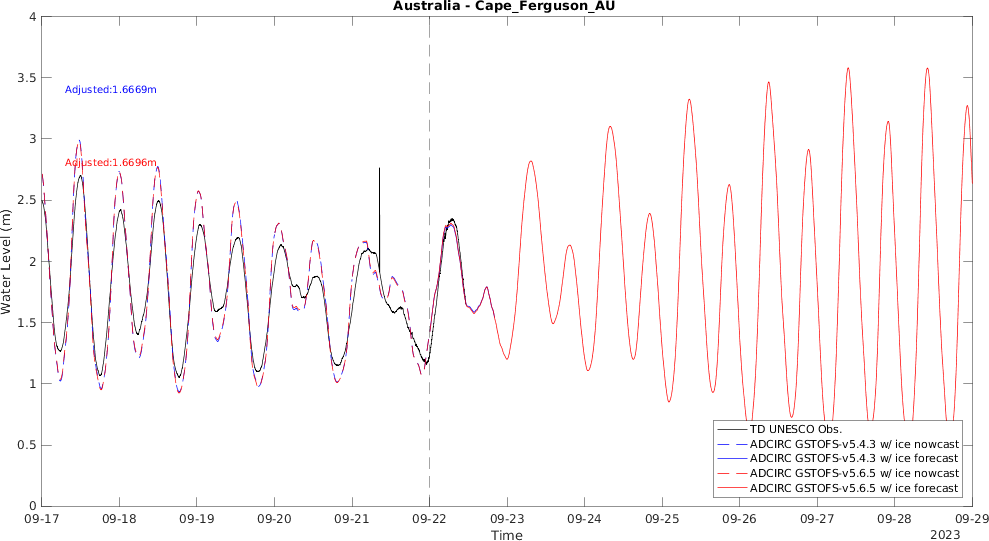 Australia - Cape_Ferguson_AU
4
3.5
3
2.5
2
1.5
1
0.5
0
Water Level (m)
Adjusted:1.6669m
Adjusted:1.6696m
TD UNESCO Obs.
ADCIRC GSTOFS-v5.4.3 w/ ice nowcast
ADCIRC GSTOFS-v5.4.3 w/ ice forecast
ADCIRC GSTOFS-v5.6.5 w/ ice nowcast
ADCIRC GSTOFS-v5.6.5 w/ ice forecast
09-17 09-18 09-19 09-20 09-21 09-22 09-23 09-24 09-25 09-26 09-27 09-28 09-29
Time
2023